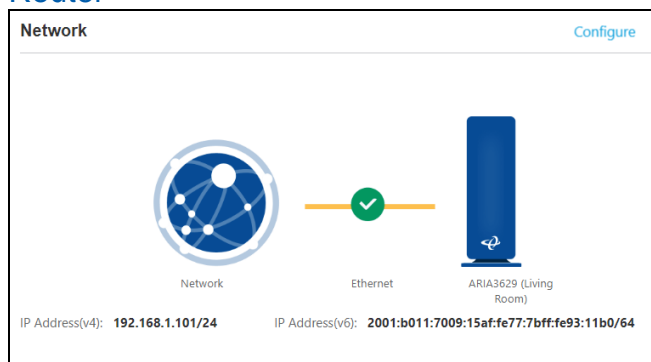 Router
Network
Configure
Network
Ethernet
ARIA3629 (Living
Room)
IP Address(v4): 192.168.1.101/24
IP Address(v6): 2001:b011:7009:15af:fe77:7bff:fe93:11b0/64